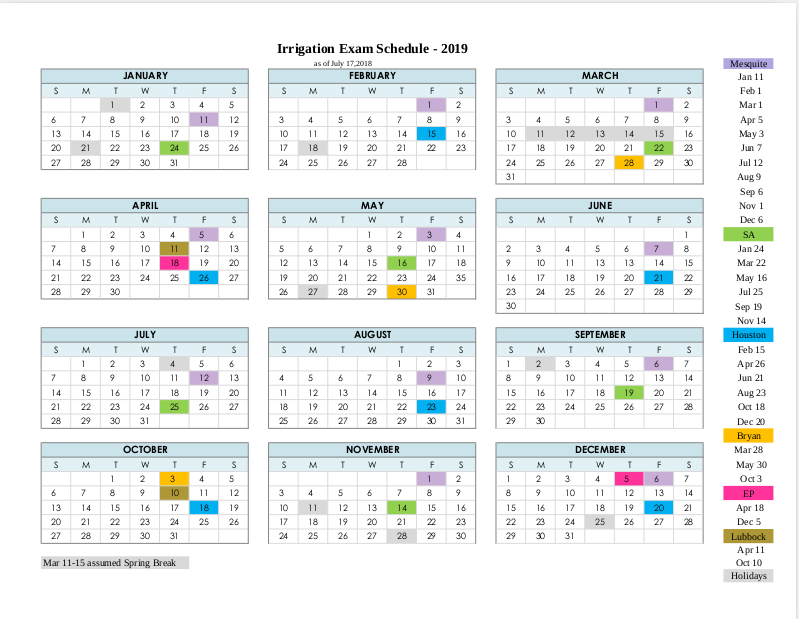 Irrigation Exam Schedule - 2019
as of July 17,2018
JANUARY
S M T W T F S
1 2 3 4 5
6 7 8 9 10 11 12
13 14 15 16 17 18 19
20 21 22 23 24 25 26
27 28 29 30 31
FEBRUARY
S M T W T F S
1 2
3 4 5 6 7 8 9
10 11 12 13 14 15 16
17 18 19 20 21 22 23
24 25 26 27 28
MARCH
S M T W T F S
1 2
3 4 5 6 7 8 9
10 11 12 13 14 15 16
17 18 19 20 21 22 23
24 25 26 27 28 29 30
31
APRIL
S M T W T F S
1 2 3 4 5 6
7 8 9 10 11 12 13
14 15 16 17 18 19 20
21 22 23 24 25 26 27
28 29 30
MAY
S M T W T F S
1 2 3 4
5 6 7 8 9 10 11
12 13 14 15 16 17 18
19 20 21 22 23 24 35
26 27 28 29 30 31
JUNE
S M T W T F S
1
2 3 4 5 6 7 8
9 10 11 12 13 14 15
16 17 18 19 20 21 22
23 24 25 26 27 28 29
30
JULY
S M T W T F S
1 2 3 4 5 6
7 8 9 10 11 12 13
14 15 16 17 18 19 20
21 22 23 24 25 26 27
28 29 30 31
AUGUST
S M T W T F S
1 2 3
4 5 6 7 8 9 10
11 12 13 14 15 16 17
18 19 20 21 22 23 24
25 26 27 28 29 30 31
SEPTEMBER
S M T W T F S
1 2 3 4 5 6 7
8 9 10 11 12 13 14
15 16 17 18 19 20 21
22 23 24 25 26 27 28
29 30
OCTOBER
S M T W T F S
1 2 3 4 5
6 7 8 9 10 11 12
13 14 15 16 17 18 19
20 21 22 23 24 25 26
27 28 29 30 31
NOVEMBER
S M T W T F S
1 2
3 4 5 6 7 8 9
10 11 12 13 14 15 16
17 18 19 20 21 22 23
24 25 26 27 28 29 30
DECEMBER
S M T W T F S
1 2 3 4 5 6 7
8 9 10 11 12 13 14
15 16 17 18 19 20 21
22 23 24 25 26 27 28
29 30 31
Mar 11-15 assumed Spring Break
Mesquite
Jan 11
Feb 1
Mar 1
Apr 5
May 3
Jun 7
Jul 12
Aug 9
Sep 6
Nov 1
Dec 6
SA
Jan 24
Mar 22
May 16
Jul 25
Sep 19
Nov 14
Houston
Feb 15
Apr 26
Jun 21
Aug 23
Oct 18
Dec 20
Bryan
Mar 28
May 30
Oct 3
EP
Apr 18
Dec 5
Lubbock
Apr 11
Oct 10
Holidays